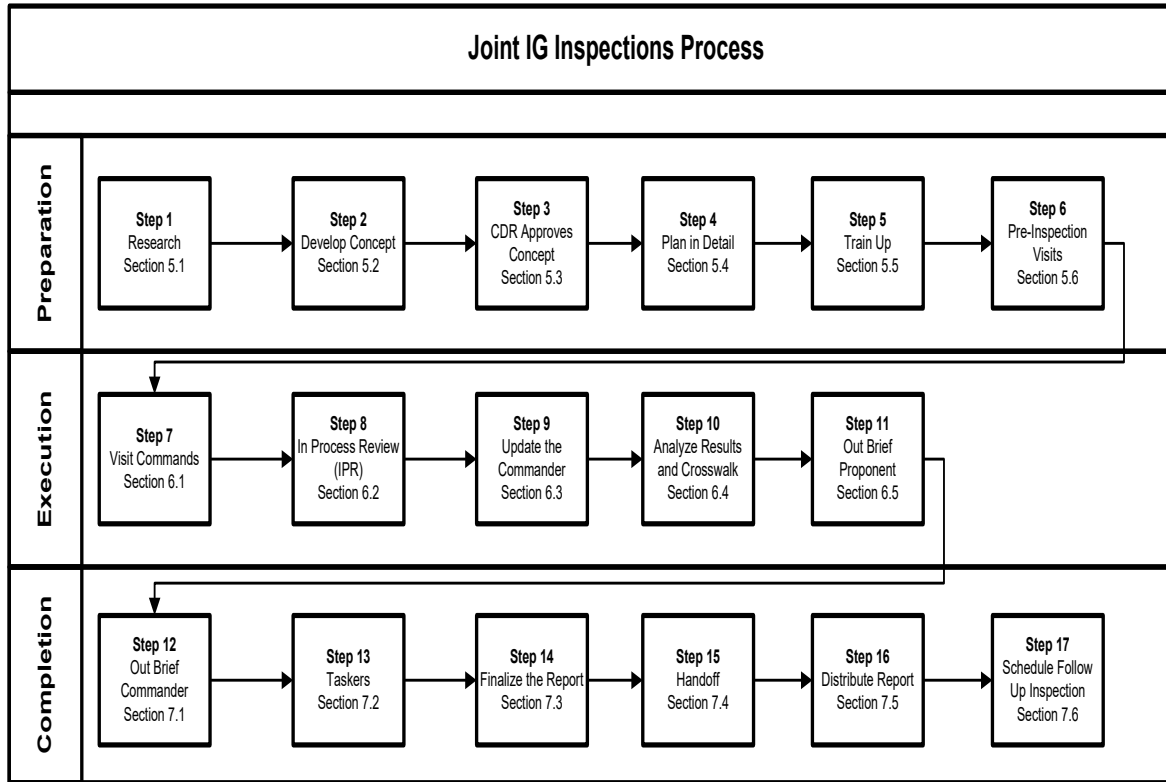 Joint IG Inspections Process
Preparation
Step 1
Research
Section 5.1
Step 2
Develop Concept
Section 5.2
Step 3
CDR Approves
Concept
Section 5.3
Step 4
Plan in Detail
Section 5.4
Step 5
Train Up
Section 5.5
Step 6
Pre-Inspection
Visits
Section 5.6
Execution
Step 7
Visit Commands
Section 6.1
Step 8
In Process Review
(IPR)
Section 6.2
Step 9
Update the
Commander
Section 6.3
Step 10
Analyze Results
and Crosswalk
Section 6.4
Step 11
Out Brief
Proponent
Section 6.5
Completion
Step 12
Out Brief
Commander
Section 7.1
Step 13
Taskers
Section 7.2
Step 14
Finalize the Report
Section 7.3
Step 15
Handoff
Section 7.4
Step 16
Distribute Report
Section 7.5
Step 17
Schedule Follow
Up Inspection
Section 7.6